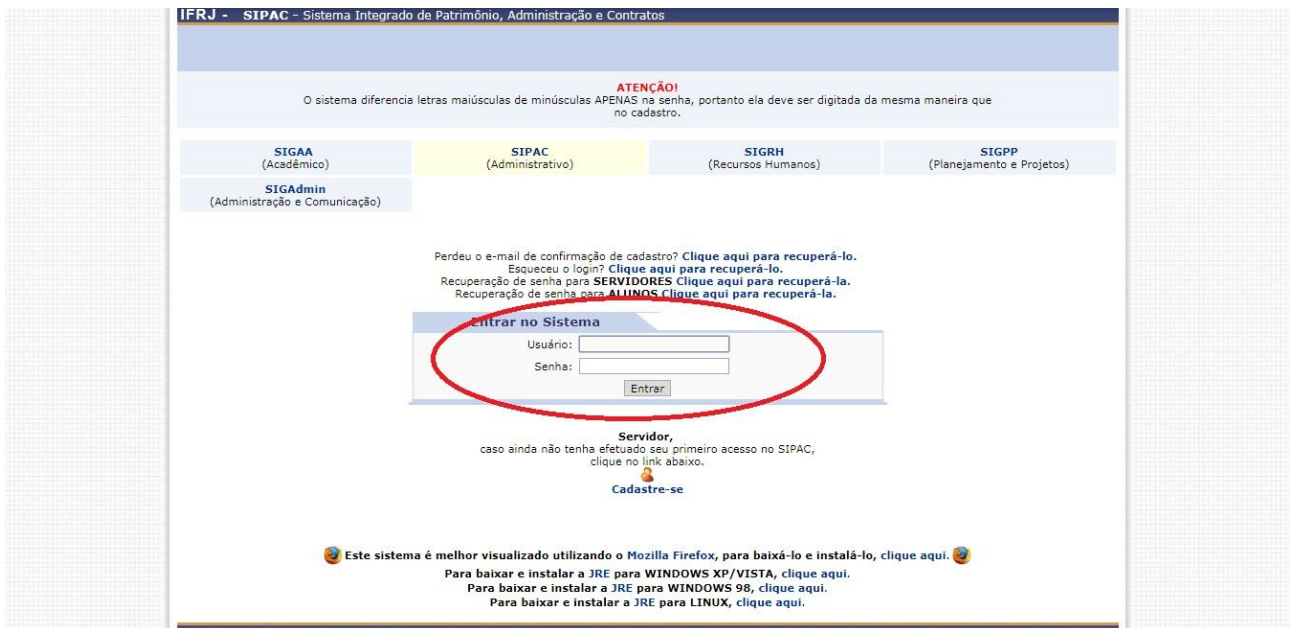 IFRJ - SIPAC - Sistema Integrado de Patrimônio, Administração e Contratos
ATENÇÃO!
O sistema diferencia letras maiúsculas de minúsculas APENAS na senha, portanto ela deve ser digitada da mesma maneira que
no cadastro.
SIGAA
(Acadêmico)
SIPAC
(Administrativo)
SIGRH
(Recursos Humanos)
SIGPP
(Planejamento e Projetos)
SIGAdmin
(Administração e Comunicação)
Perdeu o e-mail de confirmação de cadastro? Clique aqui para recuperá-lo.
Esqueceu o login? Clique aqui para recuperá-lo.
Recuperação de senha para SERVIDORES Clique aqui para recuperá-la.
Recuperação de senha para ALUNOS Clique aqui para recuperá-la.
Entrar no Sistema
Usuário:
Senha:
Entrar
Servidor,
caso ainda não tenha efetuado seu primeiro acesso no SIPAC,
clique no link abaixo.
Cadastre-se
Este sistema é melhor visualizado utilizando o Mozilla Firefox, para baixá-lo e instalá-lo, clique aqui.
Para baixar e instalar a JRE para WINDOWS XP/VISTA, clique aqui.
Para baixar e instalar a JRE para WINDOWS 98, clique aqui.
Para baixar e instalar a JRE para LINUX, clique aqui.